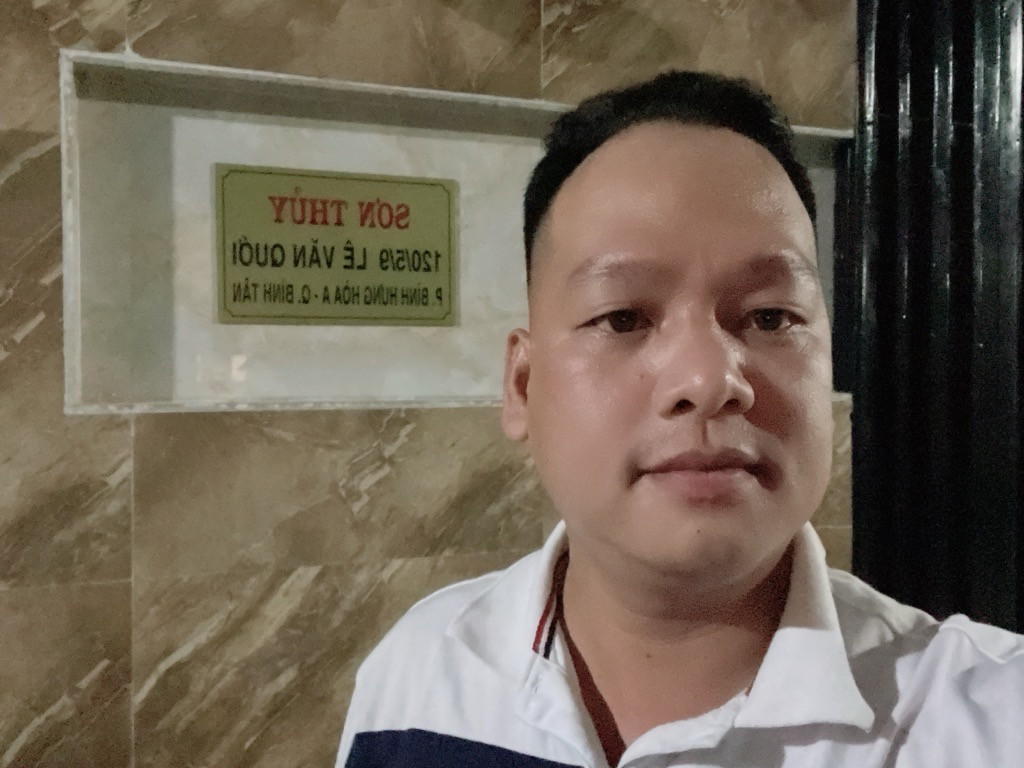 SƠN THỦY
120/5/9 LÊ VĂN QUỚI
P. BÌNH HƯNG HÒA A - Q. BÌNH TÂN